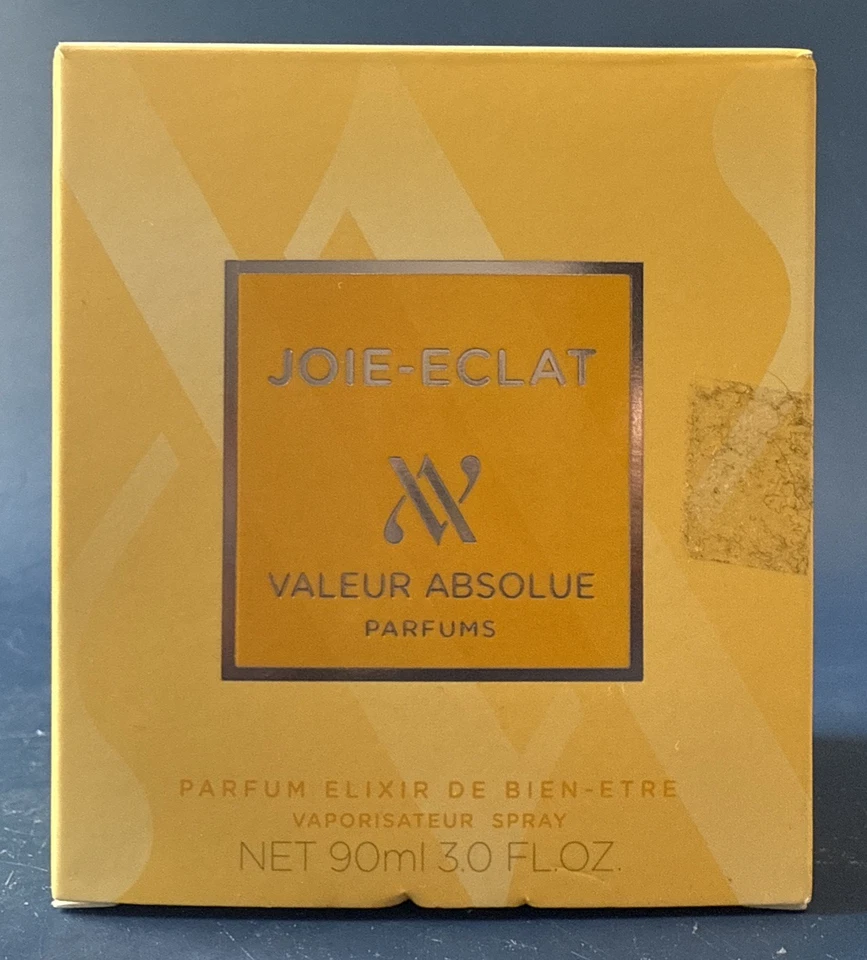 JOIE-ECLAT
VALEUR ABSOLUE
PARFUMS
PARFUM ELIXIR DE BIEN-ETRE
VAPORISATEUR SPRAY
NET 90ml 3.0 FL.OZ.